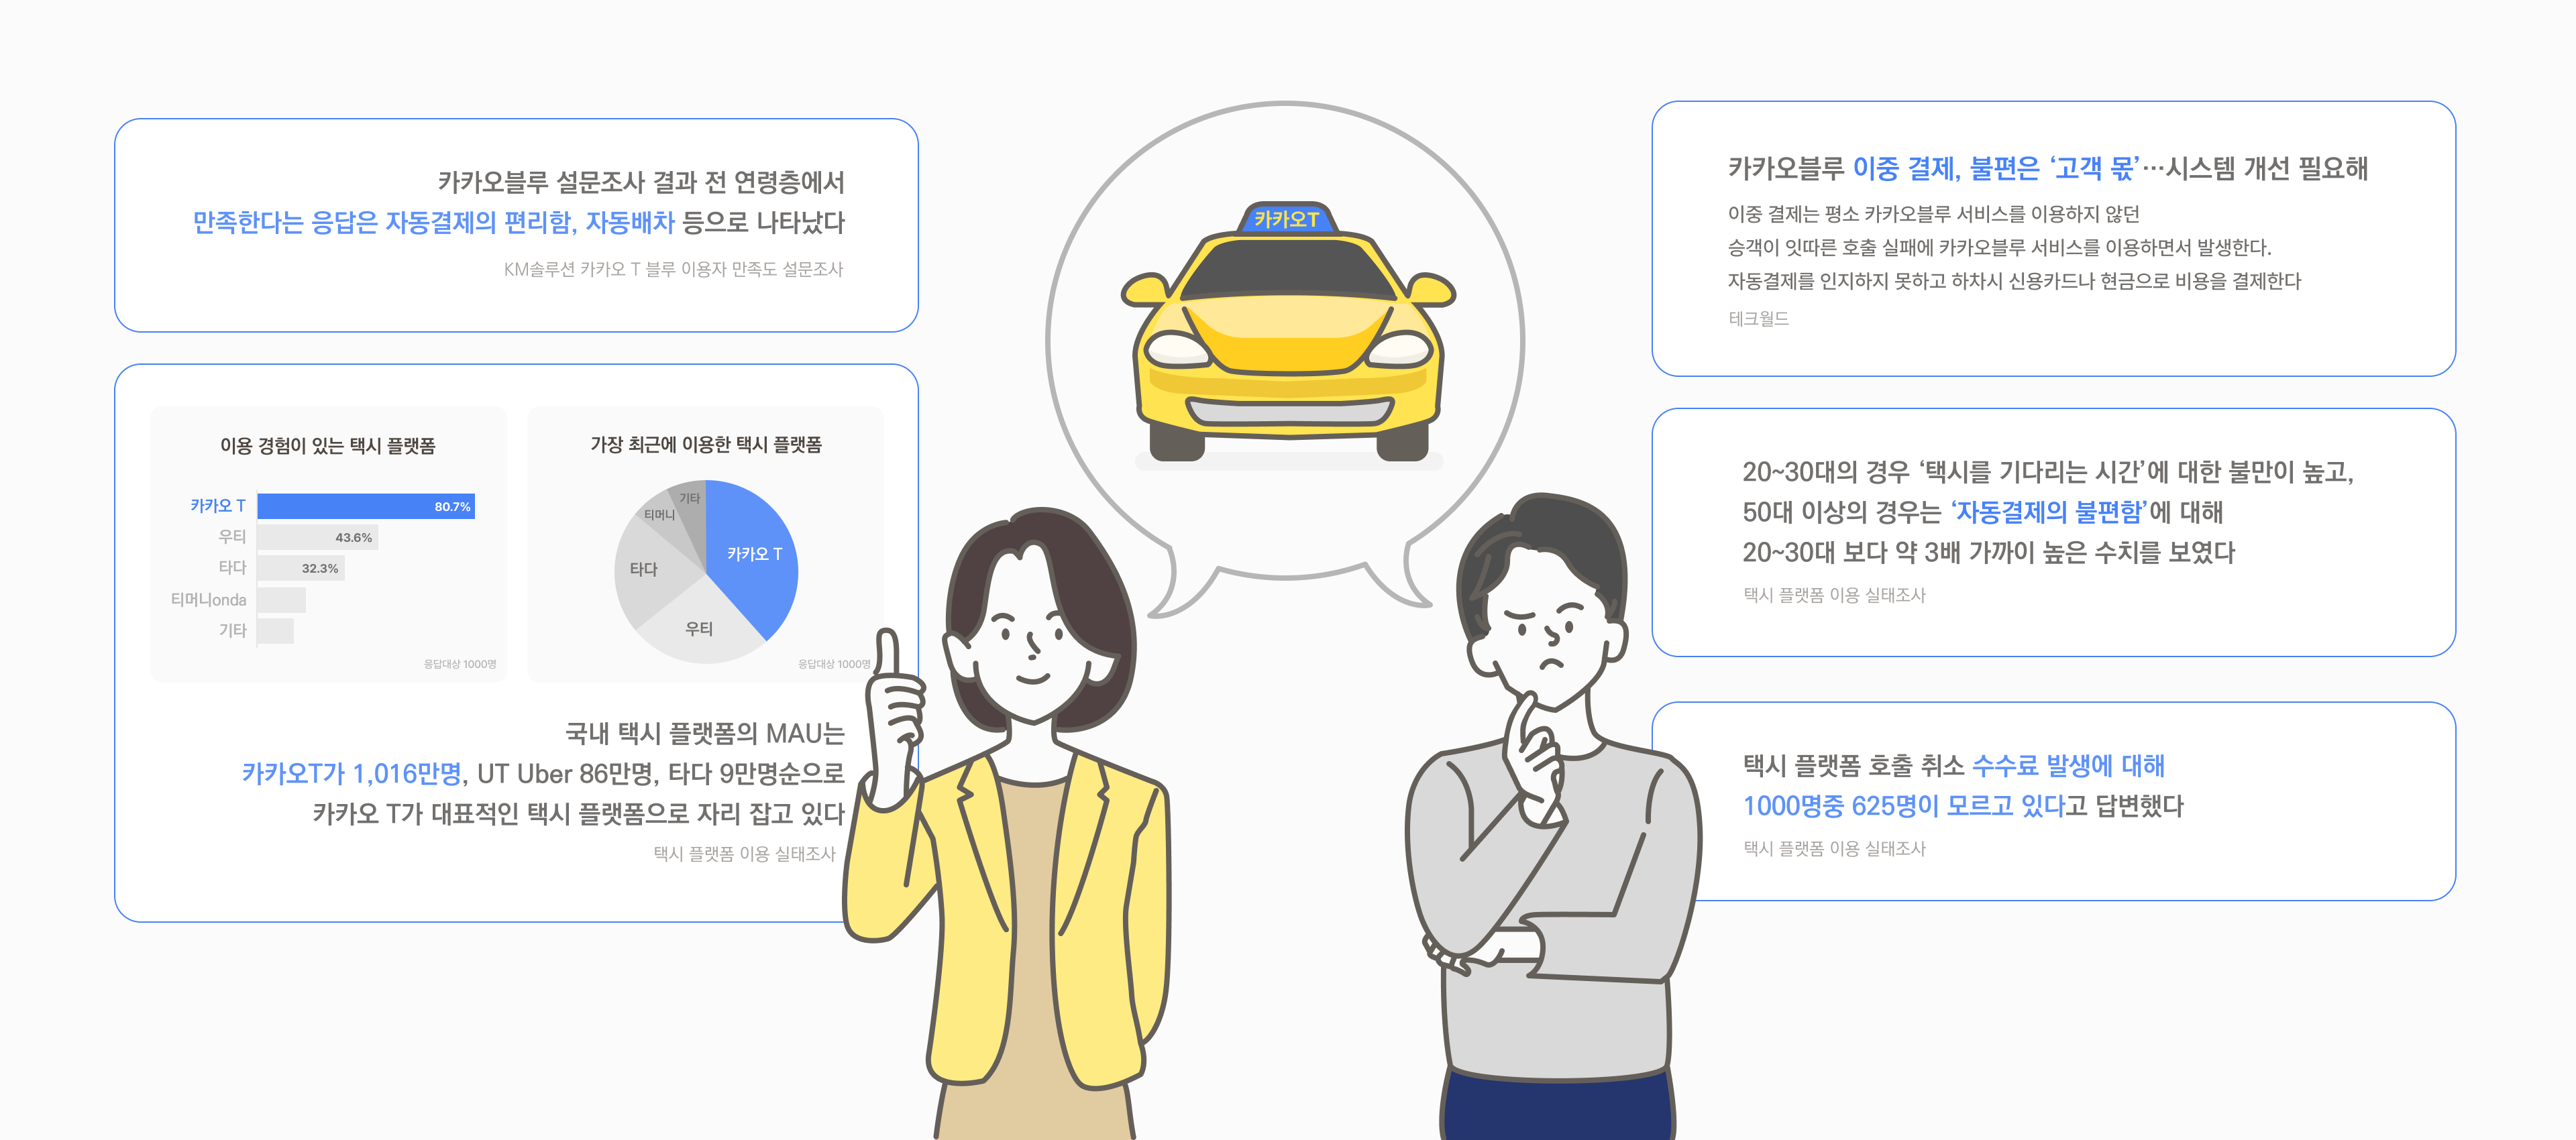 카카오블루 설문조사 결과 전 연령층에서
만족한다는 응답은 자동결제의 편리함, 자동배차 등으로 나타났다
KM솔루션 카카오 T 블루 이용자 만족도 설문조사
이용 경험이 있는 택시 플랫폼
카카오 T 80.7%
우티 43.6%
타다 32.3%
티머니onda
기타
응답대상 1000명
가장 최근에 이용한 택시 플랫폼
기타
티머니
카카오 T
타다
우티
응답대상 1000명
국내 택시 플랫폼의 MAU는
카카오T가 1,016만명, UT Uber 86만명, 타다 9만명순으로
카카오 T가 대표적인 택시 플랫폼으로 자리 잡고 있다
택시 플랫폼 이용 실태조사
카카오T
카카오블루 이중 결제, 불편은 ‘고객 몫’…시스템 개선 필요해
이중 결제는 평소 카카오블루 서비스를 이용하지 않던
승객이 잇따른 호출 실패에 카카오블루 서비스를 이용하면서 발생한다.
자동결제를 인지하지 못하고 하차시 신용카드나 현금으로 비용을 결제한다
테크월드
20~30대의 경우 ‘택시를 기다리는 시간’에 대한 불만이 높고,
50대 이상의 경우는 ‘자동결제의 불편함’에 대해
20~30대 보다 약 3배 가까이 높은 수치를 보였다
택시 플랫폼 이용 실태조사
택시 플랫폼 호출 취소 수수료 발생에 대해
1000명중 625명이 모르고 있다고 답변했다
택시 플랫폼 이용 실태조사